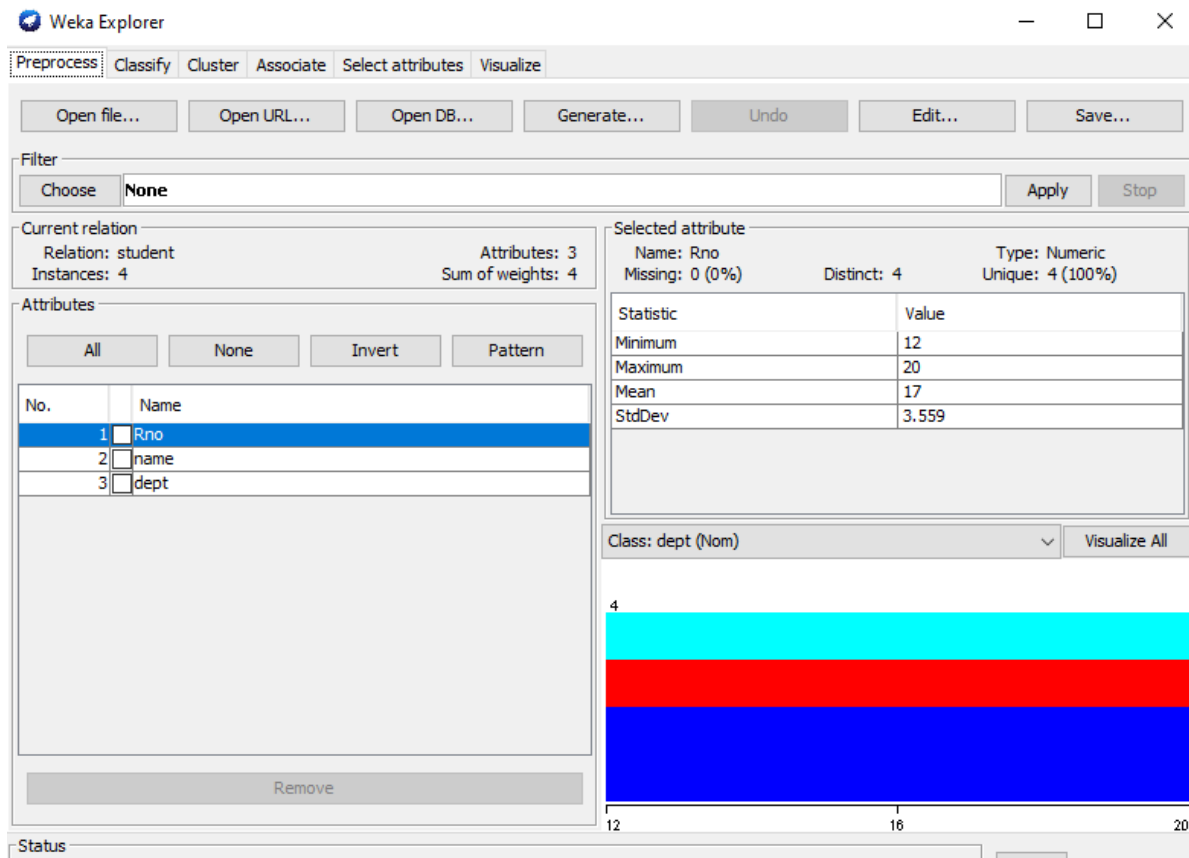 Weka Explorer
Preprocess Classify Cluster Associate Select attributes Visualize
Open file... Open URL... Open DB... Generate... Undo Edit... Save...
Filter
Choose None Apply Stop
Current relation
Relation: student Attributes: 3
Instances: 4 Sum of weights: 4
Attributes
All None Invert Pattern
No. Name
1 Rno
2 name
3 dept
Remove
Selected attribute
Name: Rno Type: Numeric
Missing: 0 (0%) Distinct: 4 Unique: 4 (100%)
Statistic Value
Minimum 12
Maximum 20
Mean 17
StdDev 3.559
Class: dept (Nom) Visualize All
4
12 16 20
Status